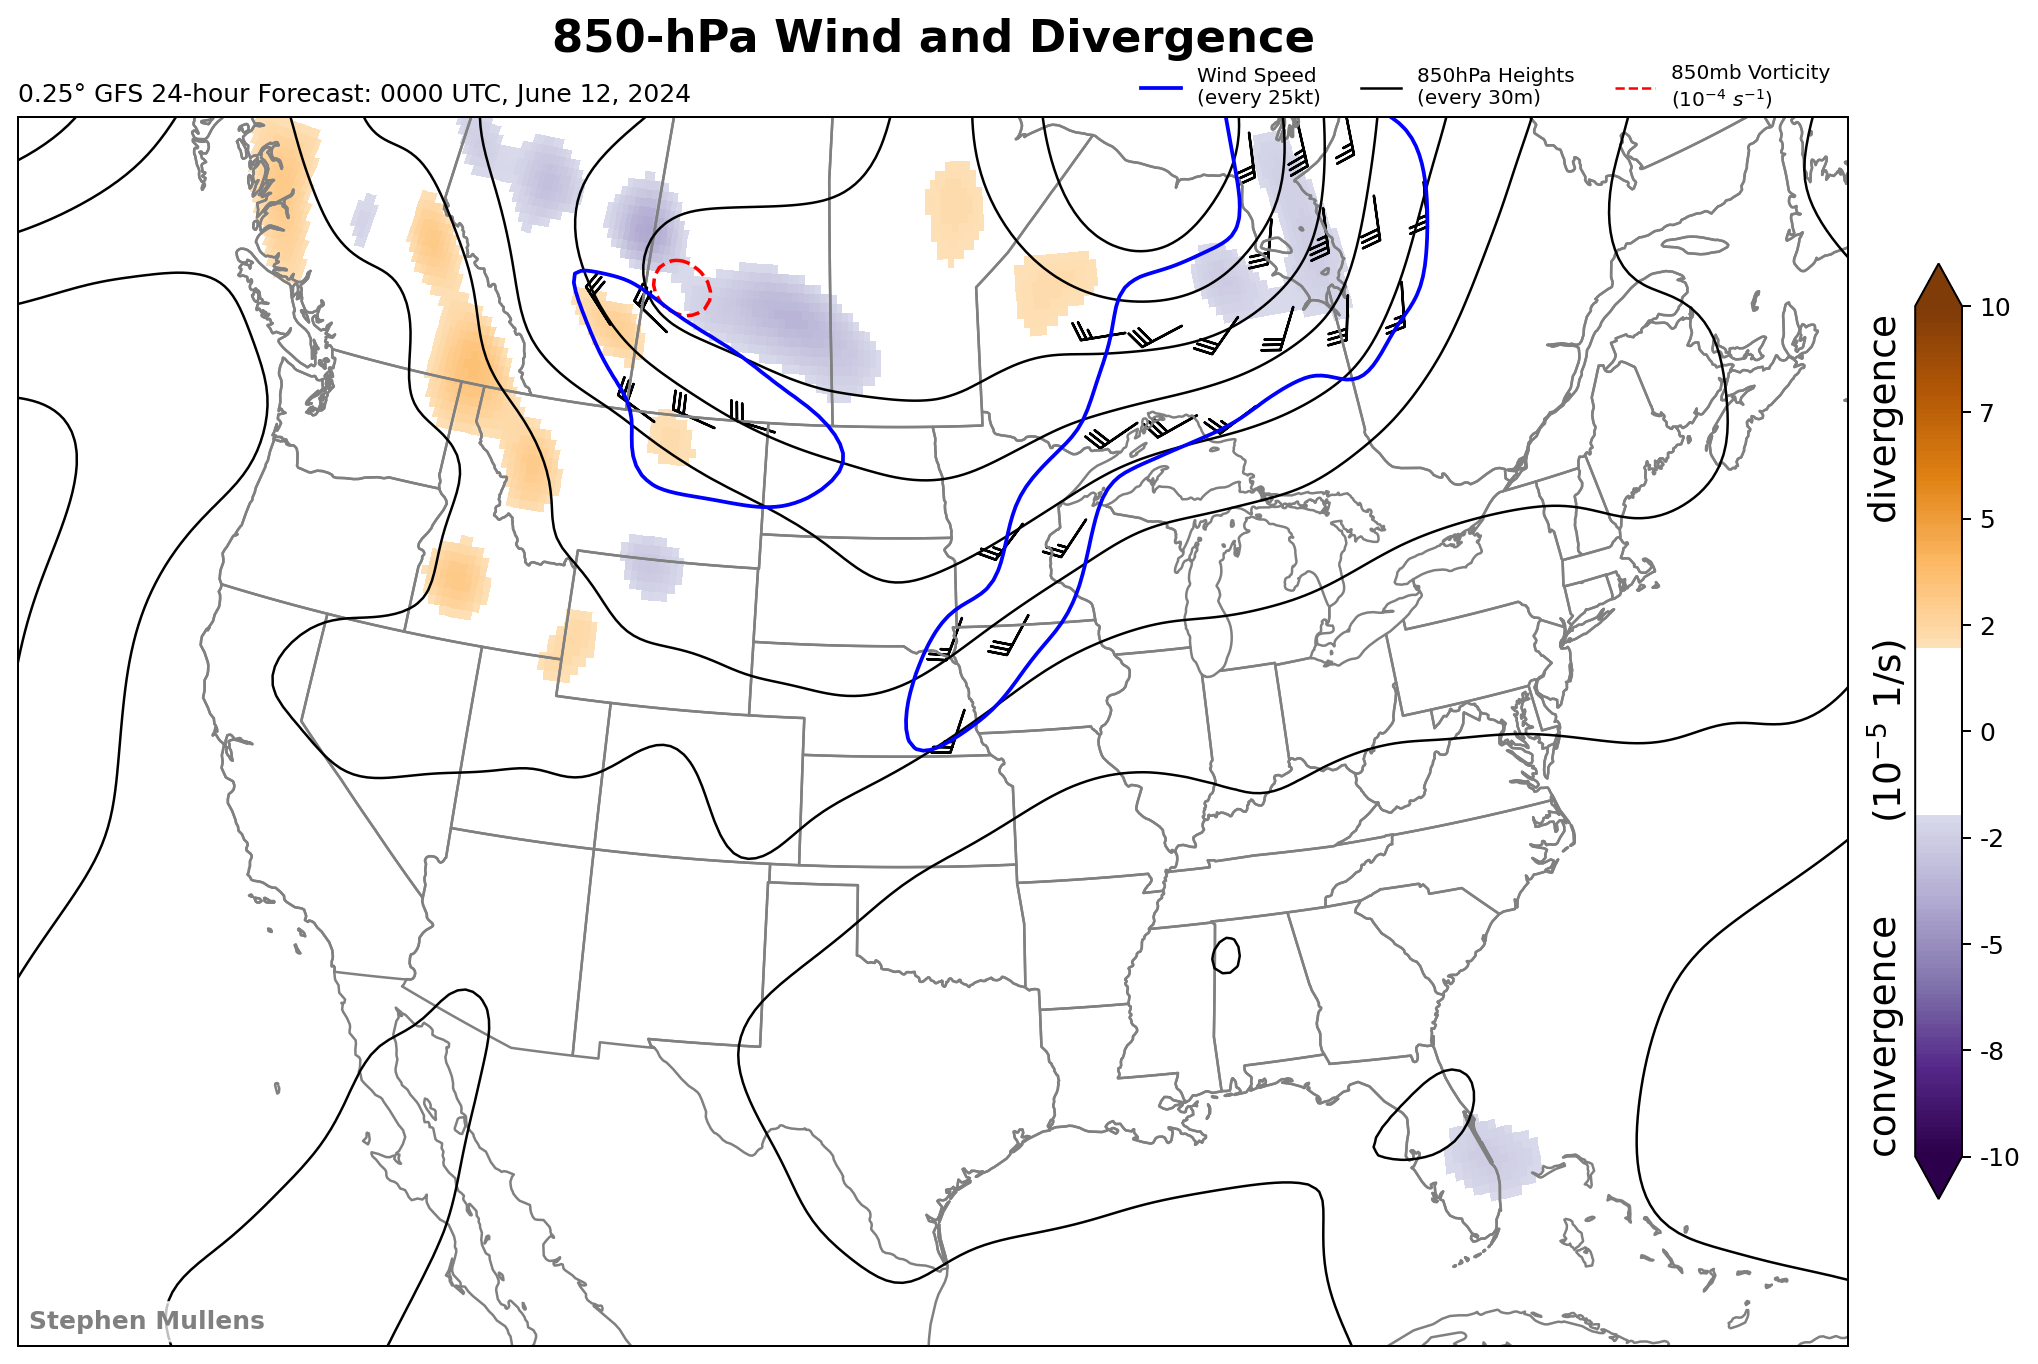 850-hPa Wind and Divergence
0.25° GFS 24-hour Forecast: 0000 UTC, June 12, 2024
Wind Speed
(every 25kt)
850hPa Heights
(every 30m)
850mb Vorticity
(10⁻⁴ s⁻¹)
10
7
5
2
0
-2
-5
-8
-10
divergence
(10⁻⁵ 1/s)
convergence
Stephen Mullens